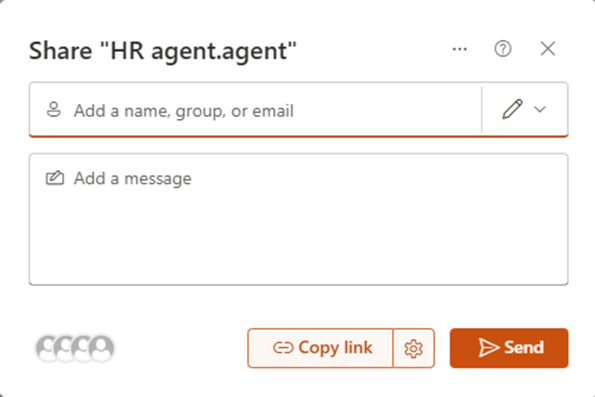 Share "HR agent.agent"
Add a name, group, or email
Add a message
Copy link
Send